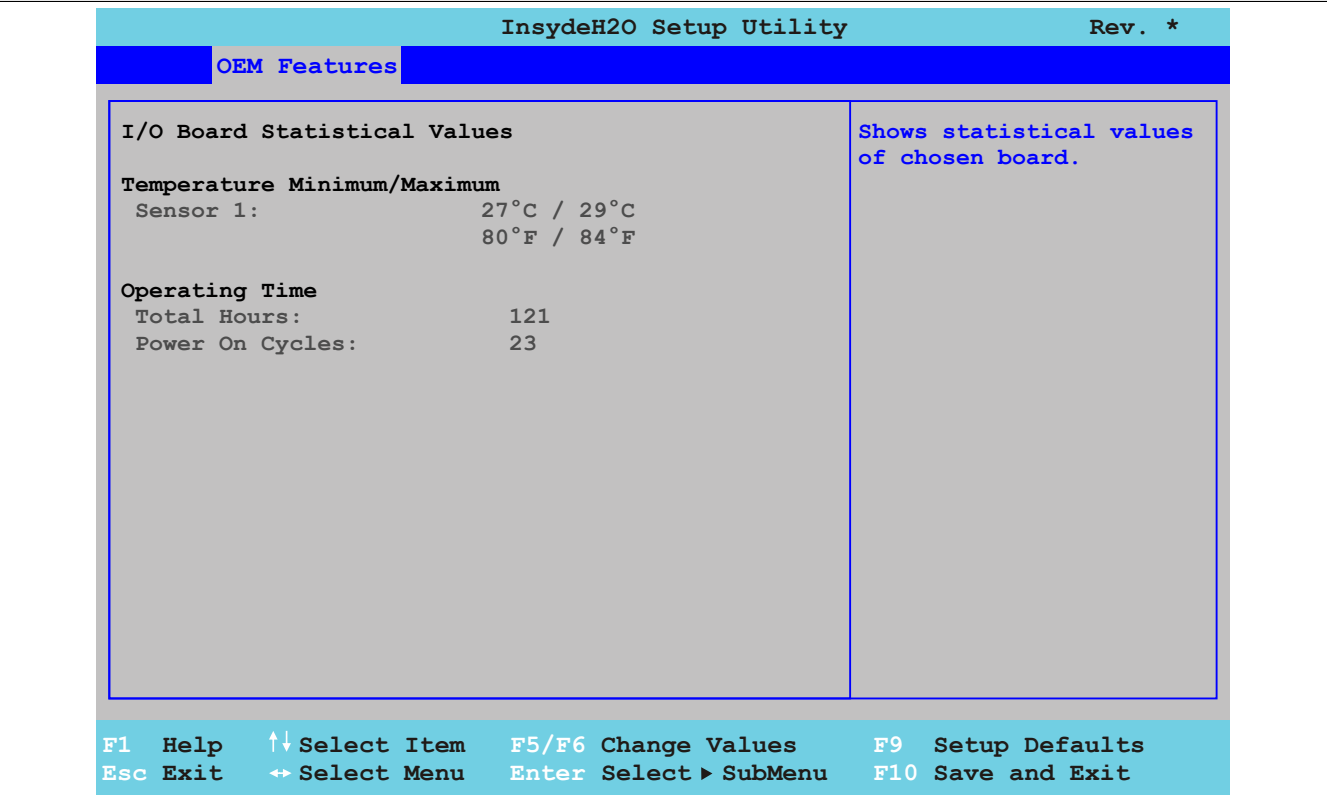 InsydeH2O Setup Utility Rev. *
OEM Features
I/O Board Statistical Values
Temperature Minimum/Maximum
Sensor 1: 27°C / 29°C
80°F / 84°F
Operating Time
Total Hours: 121
Power On Cycles: 23
Shows statistical values
of chosen board.
F1 Help ↑↓ Select Item F5/F6 Change Values F9 Setup Defaults
Esc Exit ↔ Select Menu Enter Select ▶ SubMenu F10 Save and Exit